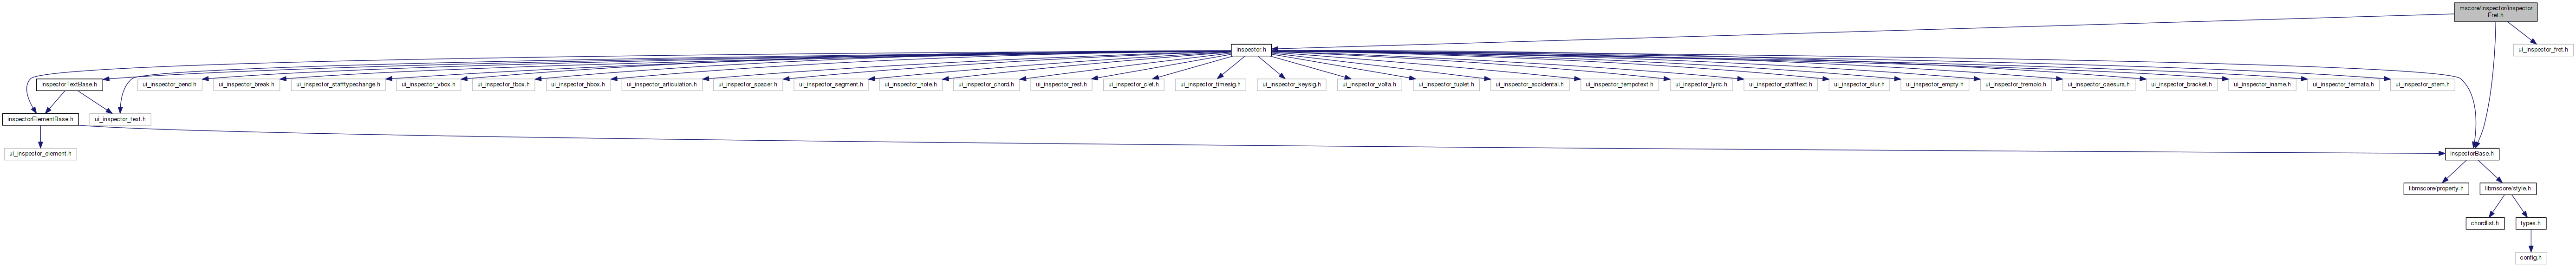 mscore/inspector/inspector
Fret.h
inspector.h
ui_inspector_fret.h
inspectorTextBase.h
ui_inspector_bend.h
ui_inspector_break.h
ui_inspector_stafftypechange.h
ui_inspector_vbox.h
ui_inspector_tbox.h
ui_inspector_hbox.h
ui_inspector_articulation.h
ui_inspector_spacer.h
ui_inspector_segment.h
ui_inspector_note.h
ui_inspector_chord.h
ui_inspector_rest.h
ui_inspector_clef.h
ui_inspector_timesig.h
ui_inspector_keysig.h
ui_inspector_volta.h
ui_inspector_tuplet.h
ui_inspector_accidental.h
ui_inspector_tempotext.h
ui_inspector_lyric.h
ui_inspector_stafftext.h
ui_inspector_slur.h
ui_inspector_empty.h
ui_inspector_tremolo.h
ui_inspector_caesura.h
ui_inspector_bracket.h
ui_inspector_iname.h
ui_inspector_fermata.h
ui_inspector_stem.h
inspectorElementBase.h
ui_inspector_text.h
ui_inspector_element.h
inspectorBase.h
libmscore/property.h
libmscore/style.h
chordlist.h
types.h
config.h